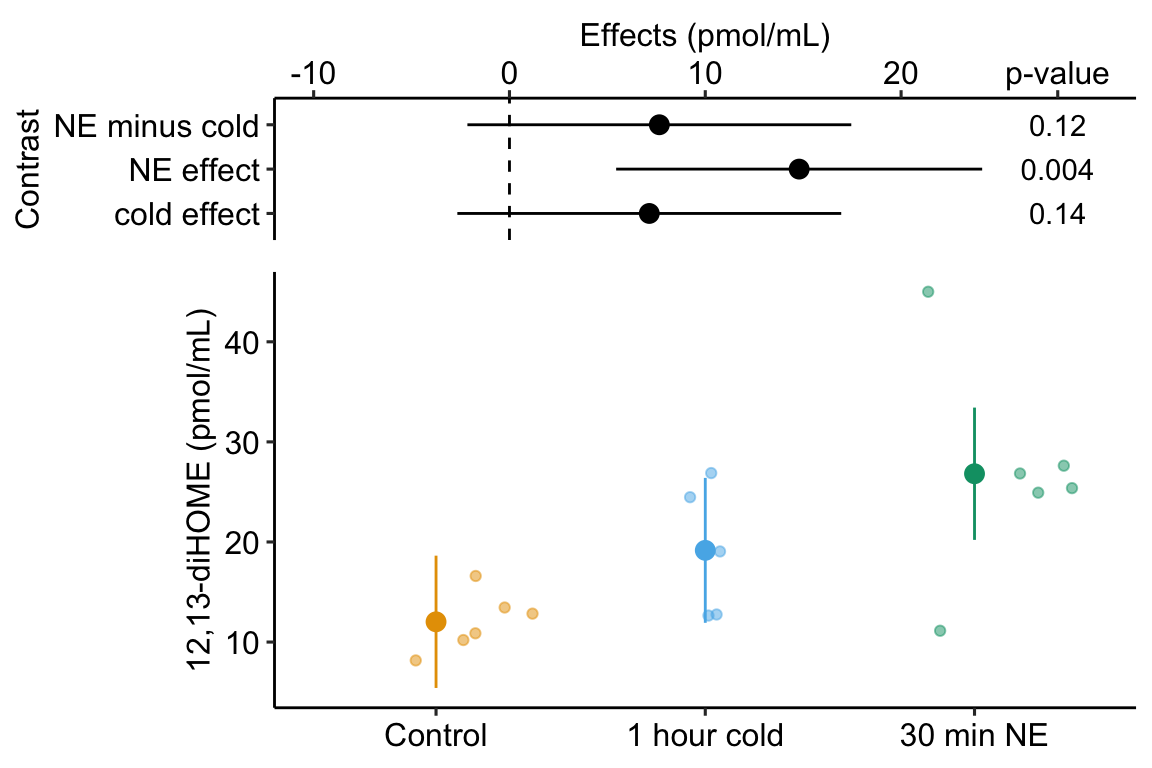 Effects (pmol/mL)
-10 0 10 20 p-value
Contrast
NE minus cold 0.12
NE effect 0.004
cold effect 0.14
12,13-diHOME (pmol/mL)
40
30
20
10
Control 1 hour cold 30 min NE